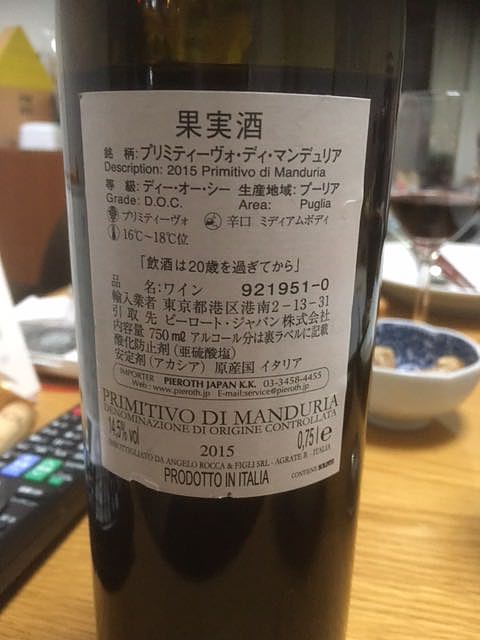 果実酒
銘 柄:プリミティーヴォ・ディ・マンデュリア
Description: 2015 Primitivo di Manduria
等 級:ディー・オー・シー 生産地域:プーリア
Grade: D.O.C. Area: Puglia
プリミティーヴォ 辛口 ミディアムボディ
16℃~18℃位
「飲酒は20歳を過ぎてから」
品 名:ワイン 921951-0
輸入業者 東京都港区港南2-13-31
引 取 先 ピーロート・ジャパン株式会社
内容量 750mℓ アルコール分は裏ラベルに記載
酸化防止剤(亜硫酸塩)
安定剤(アカシア) 原産国 イタリア
IMPORTER PIEROTH JAPAN K.K. 03-3458-4455
Web: www.pieroth.jp E-mail:service@pieroth.jp
PRIMITIVO DI MANDURIA
DENOMINAZIONE DI ORIGINE CONTROLLATA
14,5% vol 2015 0,75l e
IMBOTTIGLIATO DA ANGELO ROCCA & FIGLI SRL - AGRATE B. - ITALIA
PRODOTTO IN ITALIA
CONTIENE SOLFITI